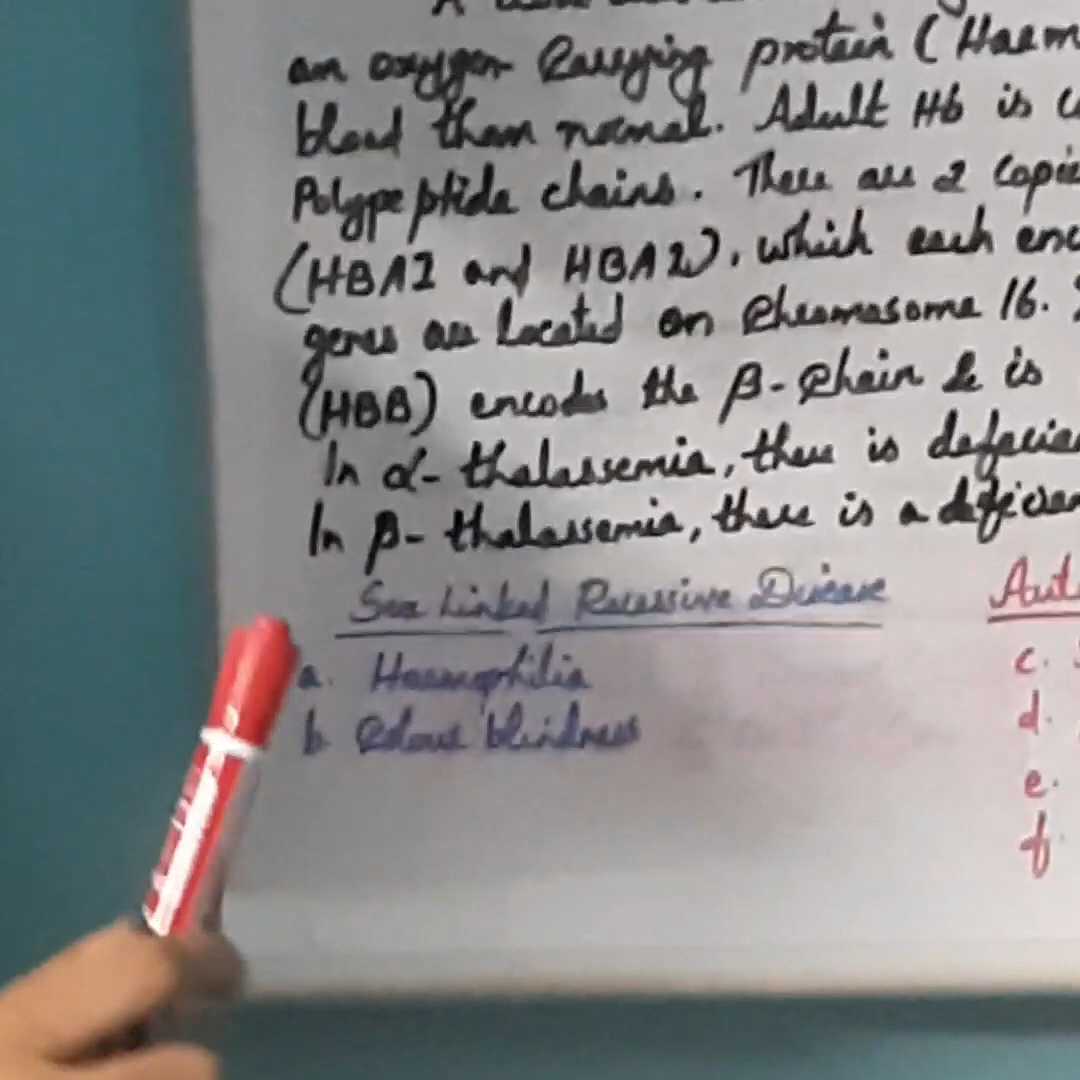 an oxygen carrying protein (Haem
blood than normal. Adult Hb is
Polypeptide chains. There are 2 Copie
(HBA1 and HBA2), which each enc
genes are located on Chromosome 16.
(HBB) encodes the β-Chain & is
In α-thalassemia, there is deficien
In β-thalassemia, there is a deficien
Sex Linked Recessive Disease
Aut
a. Haemophilia
c.
b Colour blindness
d.
e.
f.